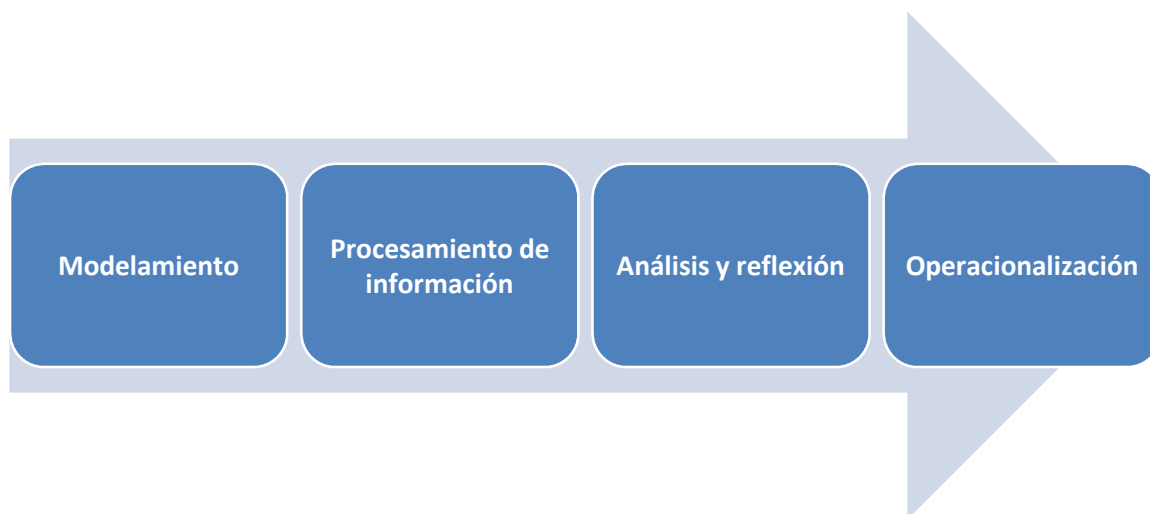 Modelamiento
Procesamiento de
información
Análisis y reflexión
Operacionalización